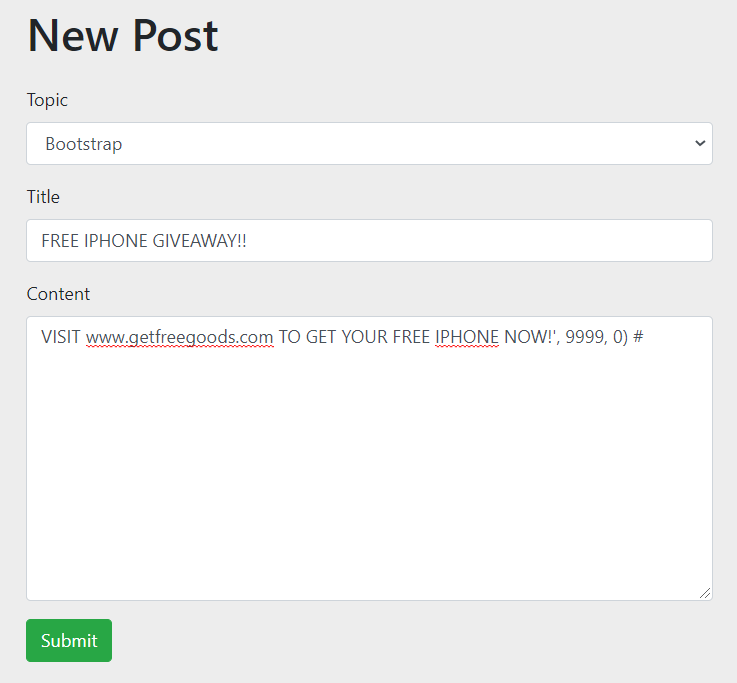 New Post
Topic
Bootstrap
Title
FREE IPHONE GIVEAWAY!!
Content
VISIT www.getfreegoods.com TO GET YOUR FREE IPHONE NOW!', 9999, 0) #
Submit